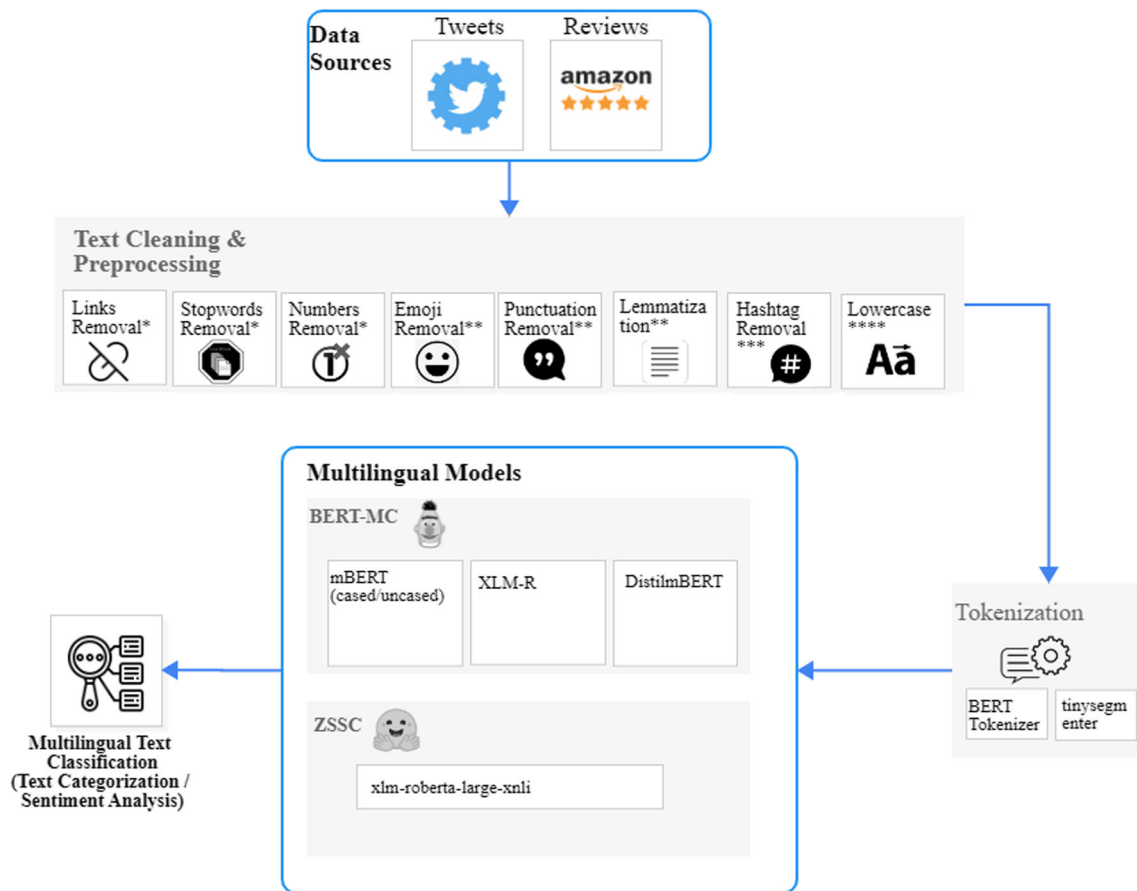 Data
Sources
Tweets
Reviews
amazon
Text Cleaning &
Preprocessing
Links
Removal*
Stopwords
Removal*
Numbers
Removal*
1
Emoji
Removal**
Punctuation
Removal**
Lemmatiza
tion**
Hashtag
Removal
***
#
Lowercase
****
Aa
Multilingual Models
BERT-MC
mBERT
(cased/uncased)
XLM-R
DistilmBERT
ZSSC
xlm-roberta-large-xnli
Tokenization
BERT
Tokenizer
tinysegm
enter
Multilingual Text
Classification
(Text Categorization /
Sentiment Analysis)